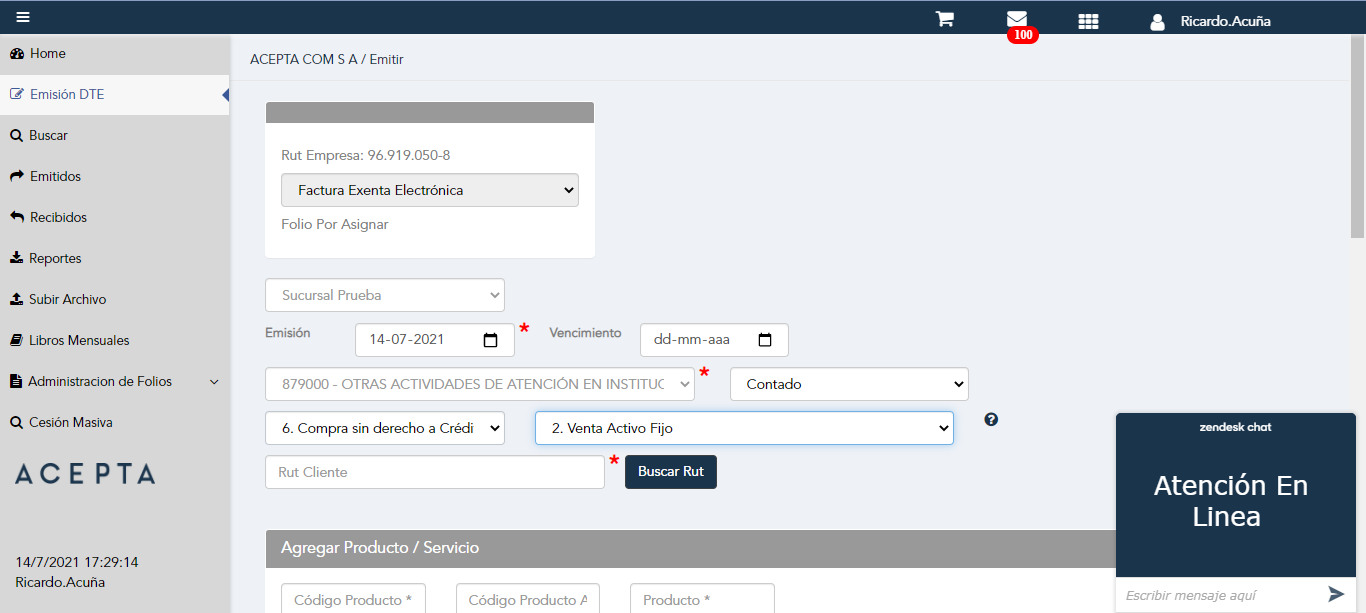 Ricardo.Acuña
100
Home
Emisión DTE
Buscar
Emitidos
Recibidos
Reportes
Subir Archivo
Libros Mensuales
Administracion de Folios
Cesión Masiva
ACEPTA
14/7/2021 17:29:14
Ricardo.Acuña
ACEPTA COM S A / Emitir
Rut Empresa: 96.919.050-8
Factura Exenta Electrónica
Folio Por Asignar
Sucursal Prueba
Emisión 14-07-2021 * Vencimiento dd-mm-aaa
879000 - OTRAS ACTIVIDADES DE ATENCIÓN EN INSTITUC * Contado
6. Compra sin derecho a Crédi 2. Venta Activo Fijo ?
Rut Cliente * Buscar Rut
Agregar Producto / Servicio
Código Producto * Código Producto A Producto *
zendesk chat
Atención En
Linea
Escribir mensaje aquí